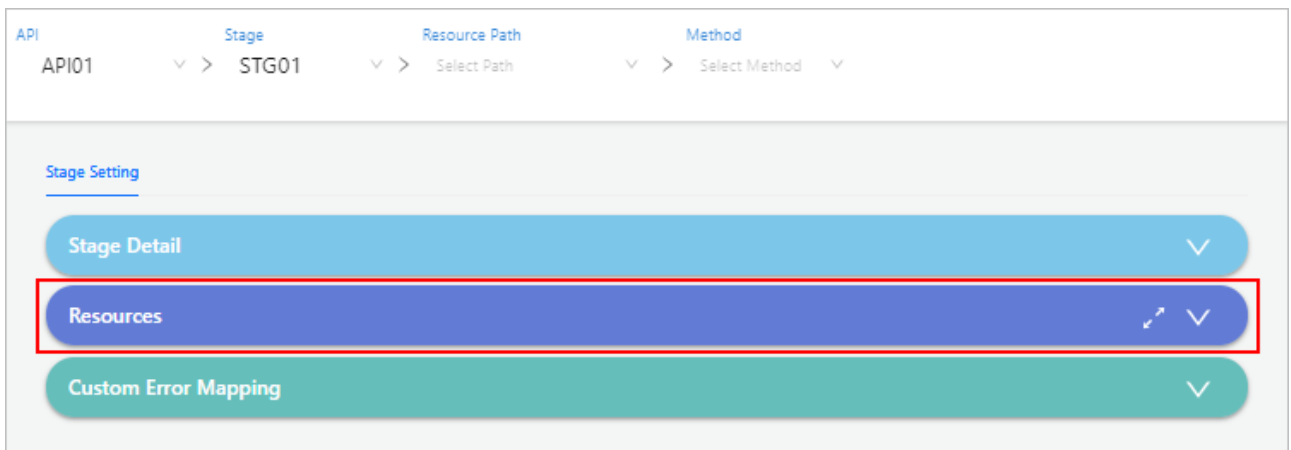 API Stage Resource Path Method
API01 > STG01 > Select Path > Select Method
Stage Setting
Stage Detail
Resources
Custom Error Mapping